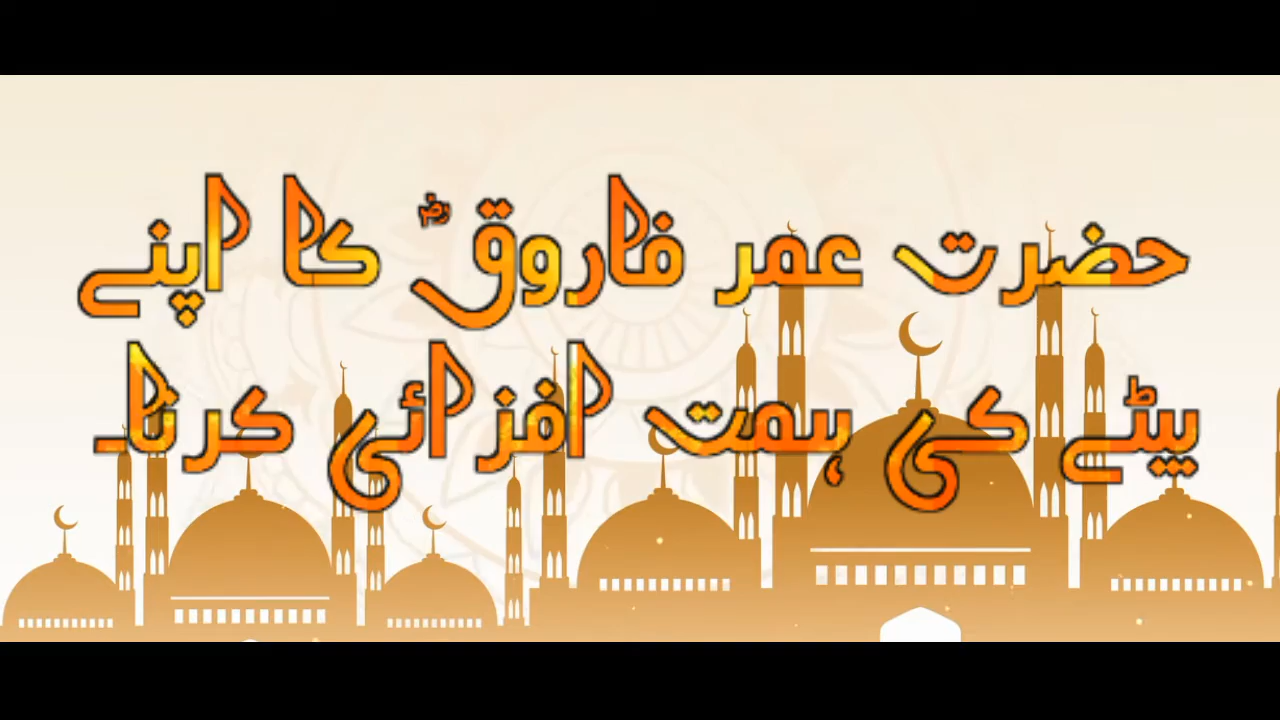 حضرت عمر فاروقؓ کا اپنے
بیٹے کی ہمت افزائی کرنا۔